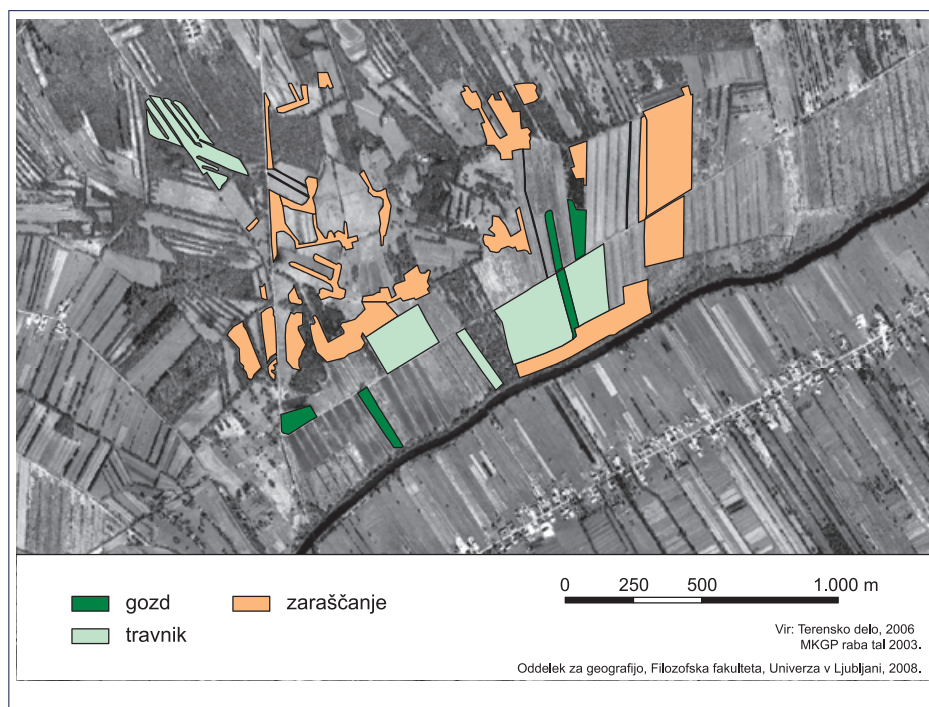 gozd
zaraščanje
travnik
0 250 500 1.000 m
Vir: Terensko delo, 2006
MKGP raba tal 2003.
Oddelek za geografijo, Filozofska fakulteta, Univerza v Ljubljani, 2008.